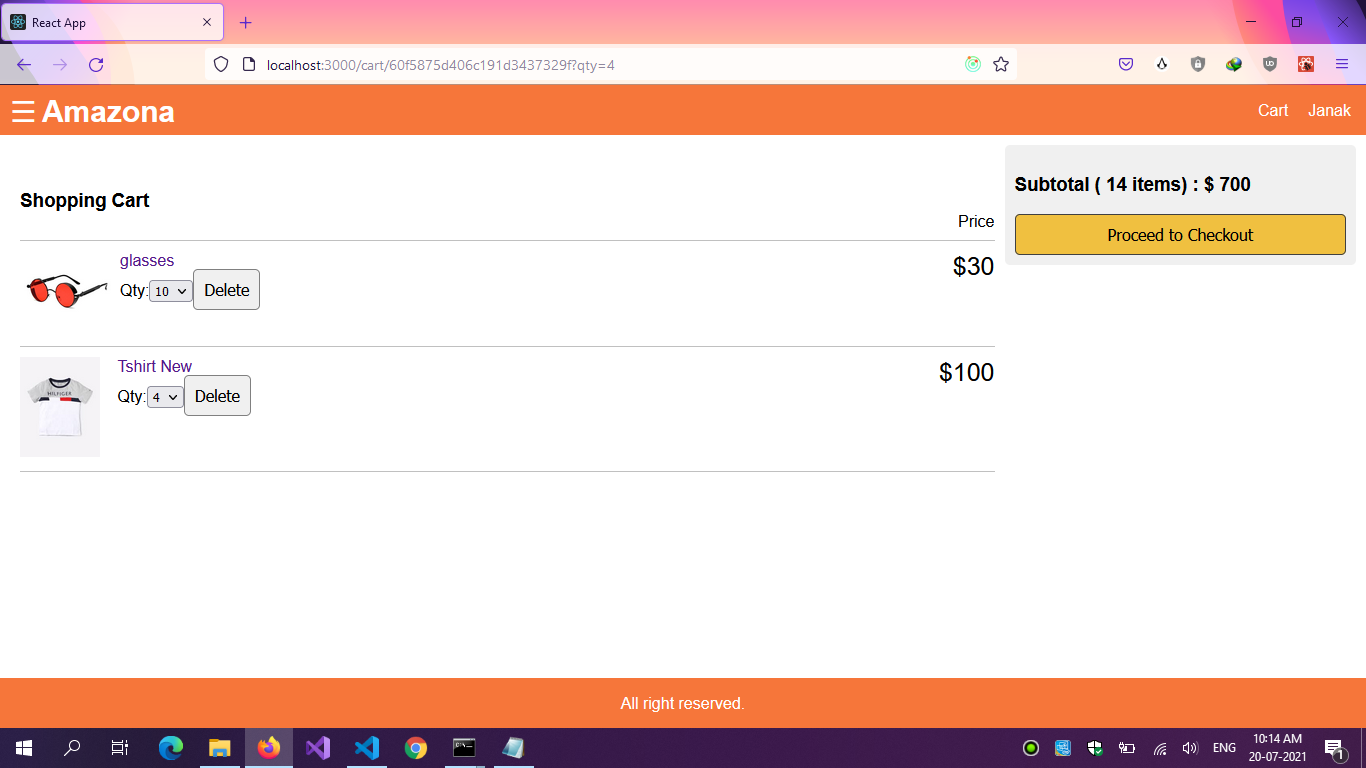 React App
localhost:3000/cart/60f5875d406c191d3437329f?qty=4
☰ Amazona
Cart Janak
Shopping Cart
Price
glasses
Qty: 10 Delete
$30
Tshirt New
Qty: 4 Delete
$100
HILFIGER
Subtotal ( 14 items) : $ 700
Proceed to Checkout
All right reserved.
ENG
10:14 AM
20-07-2021
1